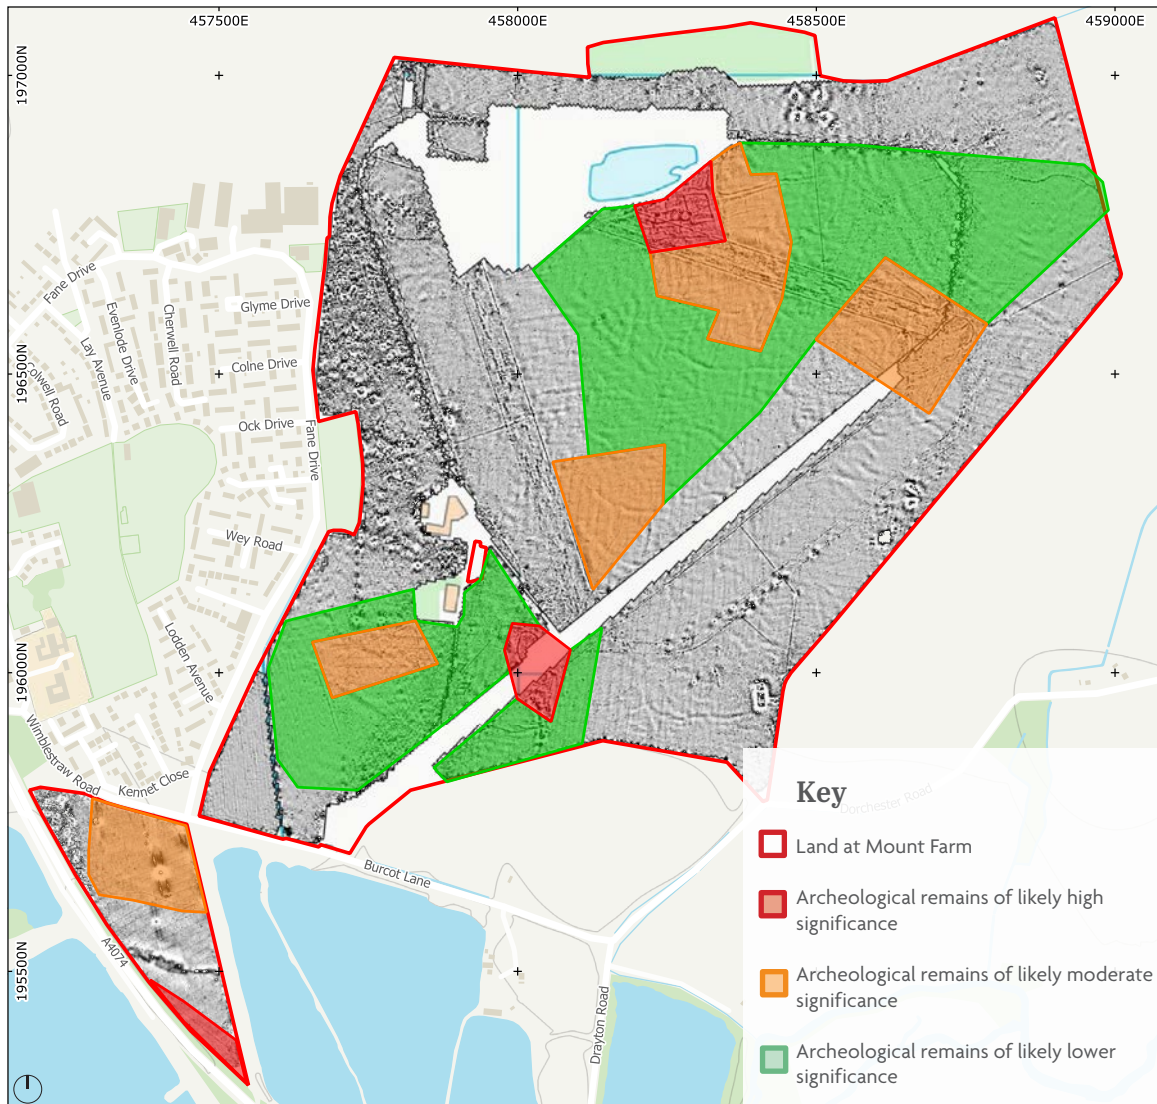 457500E
458000E
458500E
459000E
197000N
196500N
196000N
195500N
Fane Drive
Evenlode Drive
Lay Avenue
Cherwell Road
Glyme Drive
Colne Drive
Colwell Road
Ock Drive
Fane Drive
Wey Road
Lodden Avenue
Wimblestraw Road
Kennet Close
Burcot Lane
A4074
Drayton Road
Dorchester Road
Key
Land at Mount Farm
Archeological remains of likely high
significance
Archeological remains of likely moderate
significance
Archeological remains of likely lower
significance